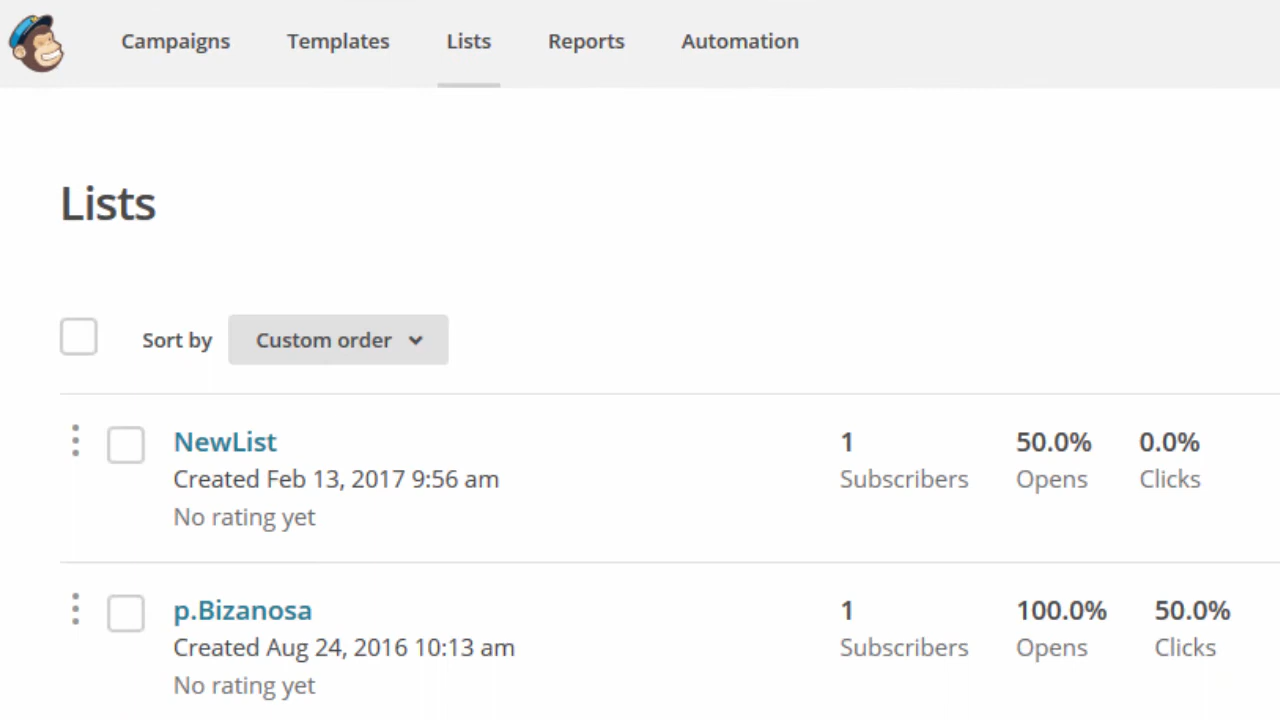 Campaigns Templates Lists Reports Automation
Lists
Sort by Custom order
NewList 1 50.0% 0.0%
Created Feb 13, 2017 9:56 am Subscribers Opens Clicks
No rating yet
p.Bizanosa 1 100.0% 50.0%
Created Aug 24, 2016 10:13 am Subscribers Opens Clicks
No rating yet